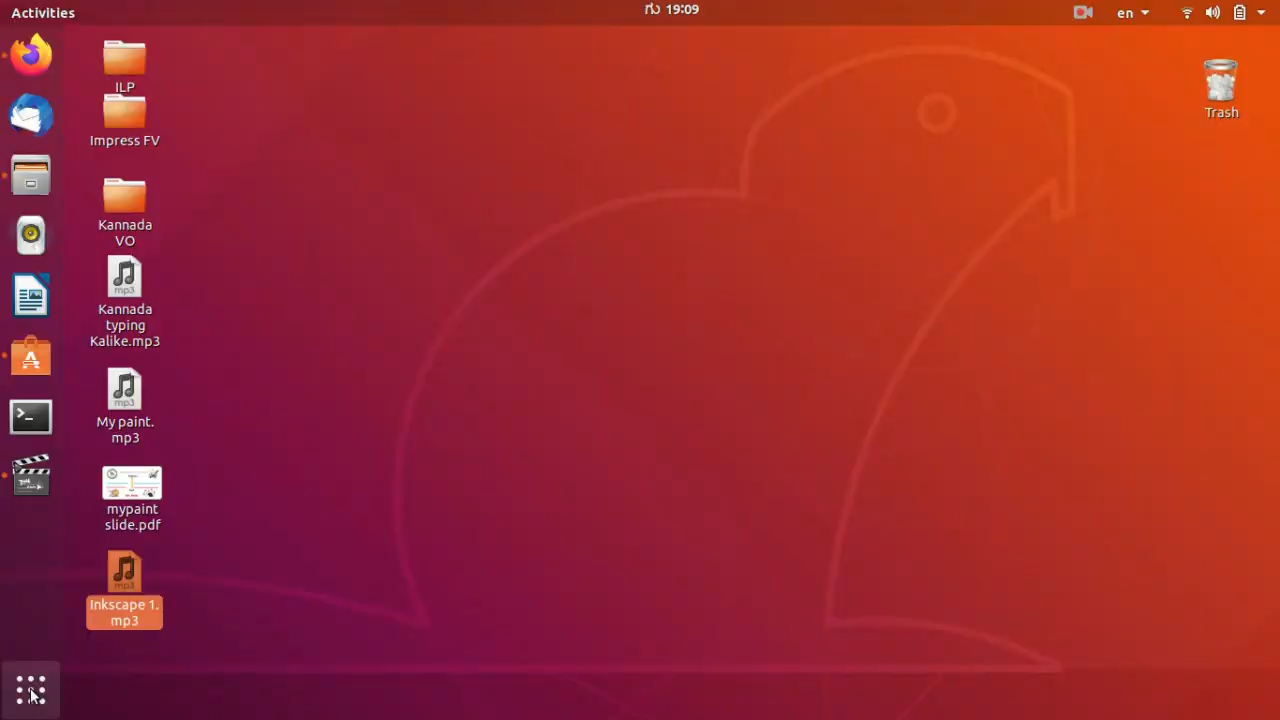 Activities
ಗು 19:09
en
ILP
Impress FV
Kannada
VO
Kannada
typing
Kalike.mp3
My paint.
mp3
mypaint
slide.pdf
Inkscape 1.
mp3
Trash